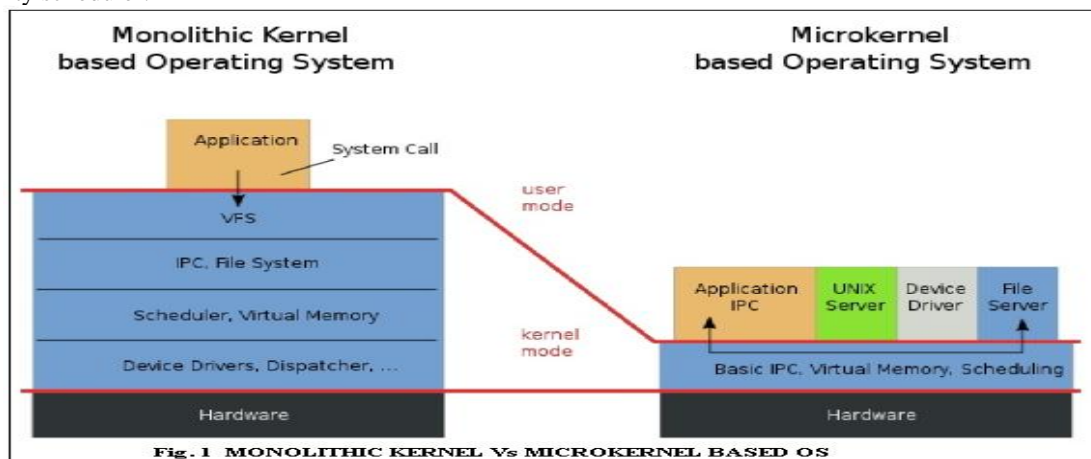 Monolithic Kernel
based Operating System
Microkernel
based Operating System
Application
System Call
user
mode
VFS
IPC, File System
Scheduler, Virtual Memory
Device Drivers, Dispatcher, ...
Hardware
kernel
mode
Application
IPC
UNIX
Server
Device
Driver
File
Server
Basic IPC, Virtual Memory, Scheduling
Hardware
Fig. 1 MONOLITHIC KERNEL Vs MICROKERNEL BASED OS